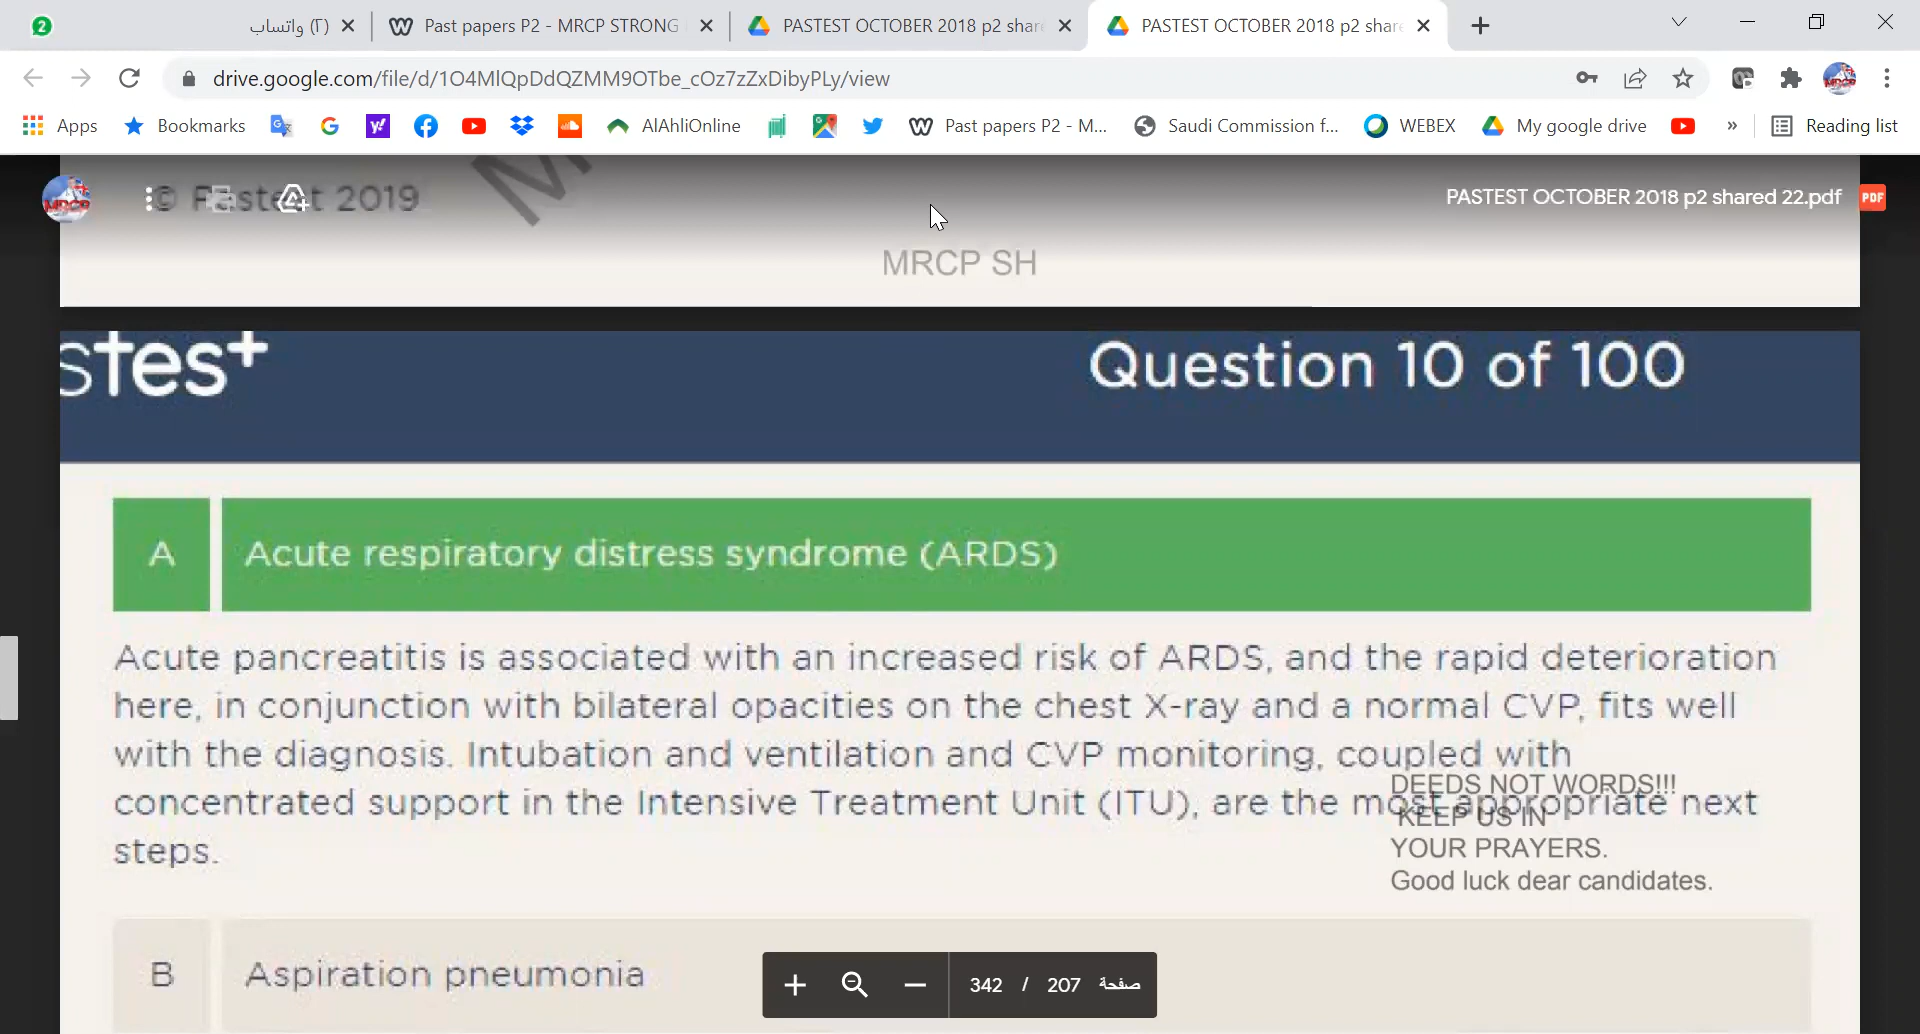 2
واتساب (٢)
Past papers P2 - MRCP STRONG
PASTEST OCTOBER 2018 p2 shar
PASTEST OCTOBER 2018 p2 share
drive.google.com/file/d/1O4MlQpDdQZMM9OTbe_cOz7zZxDibyPLy/view
Apps
Bookmarks
AlAhliOnline
Past papers P2 - M...
Saudi Commission f...
WEBEX
My google drive
»
Reading list
© Pastest 2019
PASTEST OCTOBER 2018 p2 shared 22.pdf
PDF
MRCP SH
stest
Question 10 of 100
A
Acute respiratory distress syndrome (ARDS)
Acute pancreatitis is associated with an increased risk of ARDS, and the rapid deterioration
here, in conjunction with bilateral opacities on the chest X-ray and a normal CVP, fits well
with the diagnosis. Intubation and ventilation and CVP monitoring, coupled with
concentrated support in the Intensive Treatment Unit (ITU), are the most appropriate next
steps.
DEEDS NOT WORDS!!!
KEEP US IN
YOUR PRAYERS.
Good luck dear candidates.
B
Aspiration pneumonia
صفحة 207 / 342